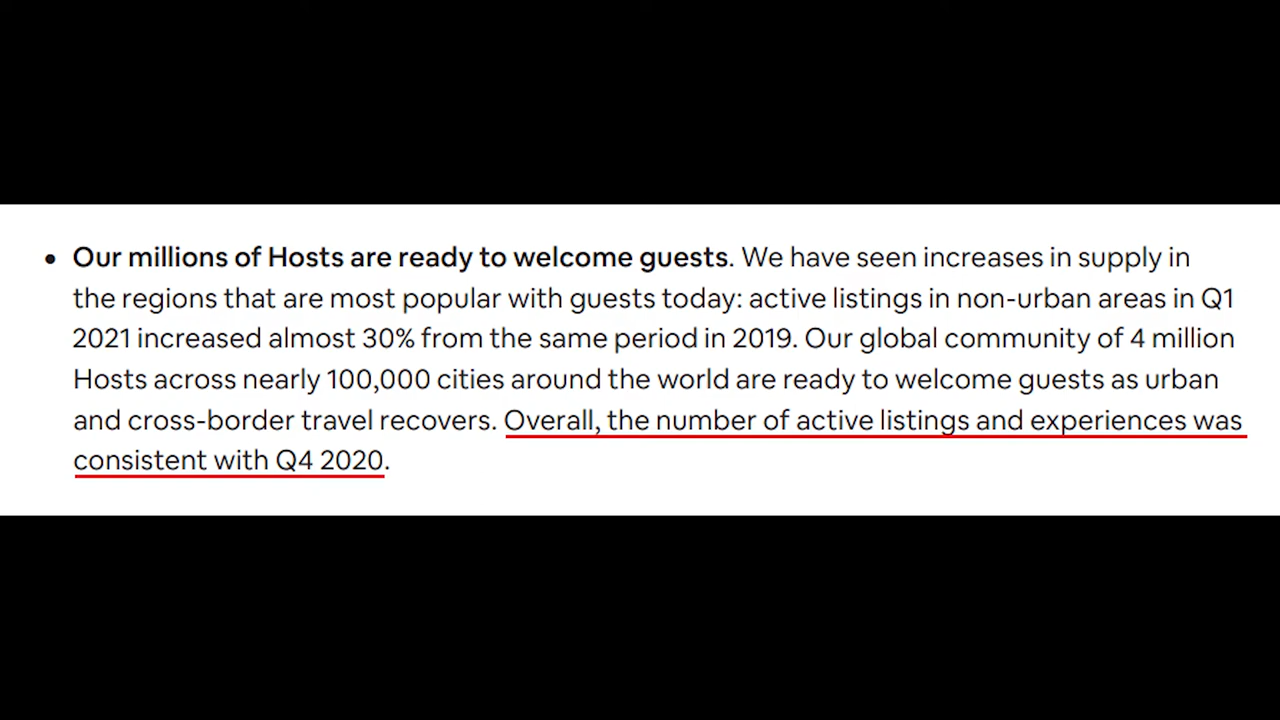 • Our millions of Hosts are ready to welcome guests. We have seen increases in supply in
the regions that are most popular with guests today: active listings in non-urban areas in Q1
2021 increased almost 30% from the same period in 2019. Our global community of 4 million
Hosts across nearly 100,000 cities around the world are ready to welcome guests as urban
and cross-border travel recovers. Overall, the number of active listings and experiences was
consistent with Q4 2020.